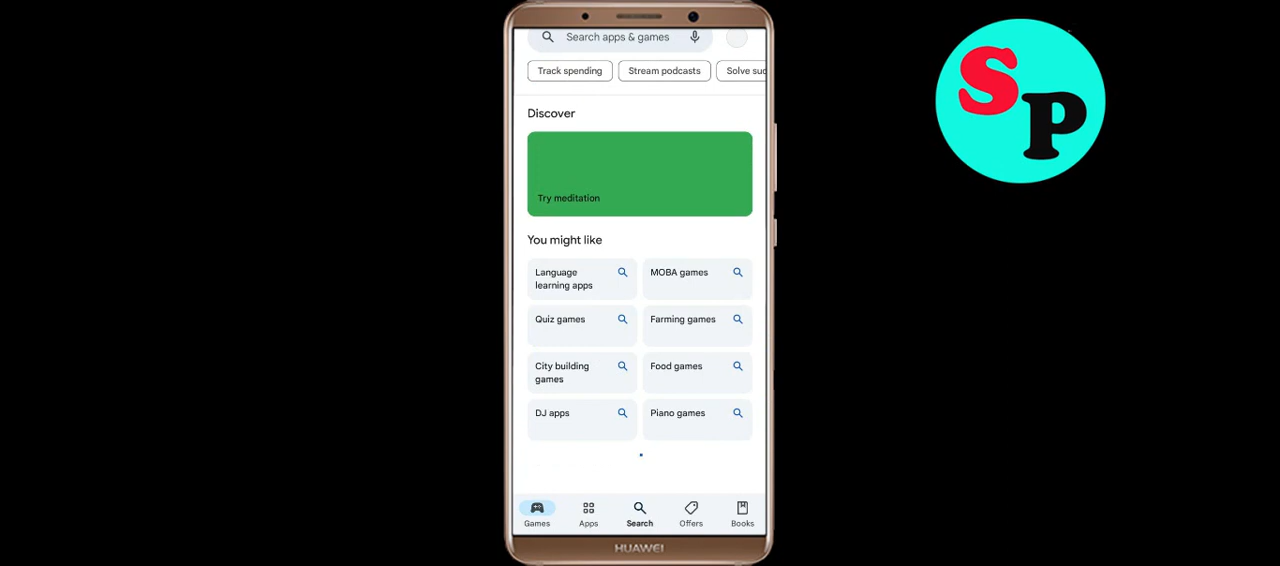 Search apps & games
Track spending
Stream podcasts
Solve su
Discover
Try meditation
You might like
Language
learning apps
MOBA games
Quiz games
Farming games
City building
games
Food games
DJ apps
Piano games
Games
Apps
Search
Offers
Books
HUAWEI
SP